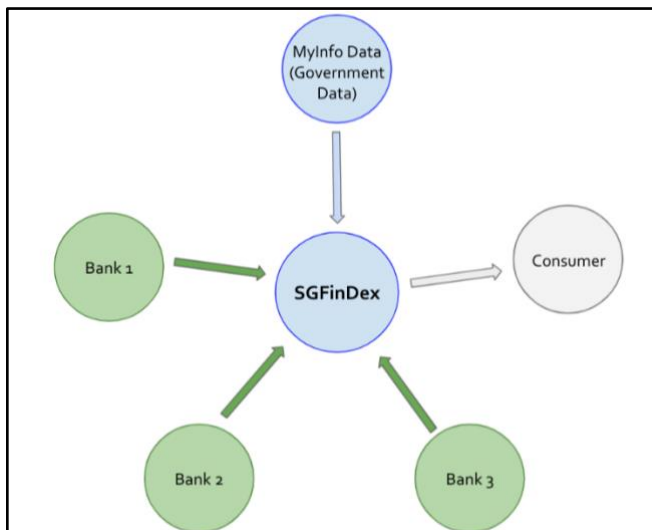 MyInfo Data
(Government
Data)
Bank 1
SGFinDex
Consumer
Bank 2
Bank 3